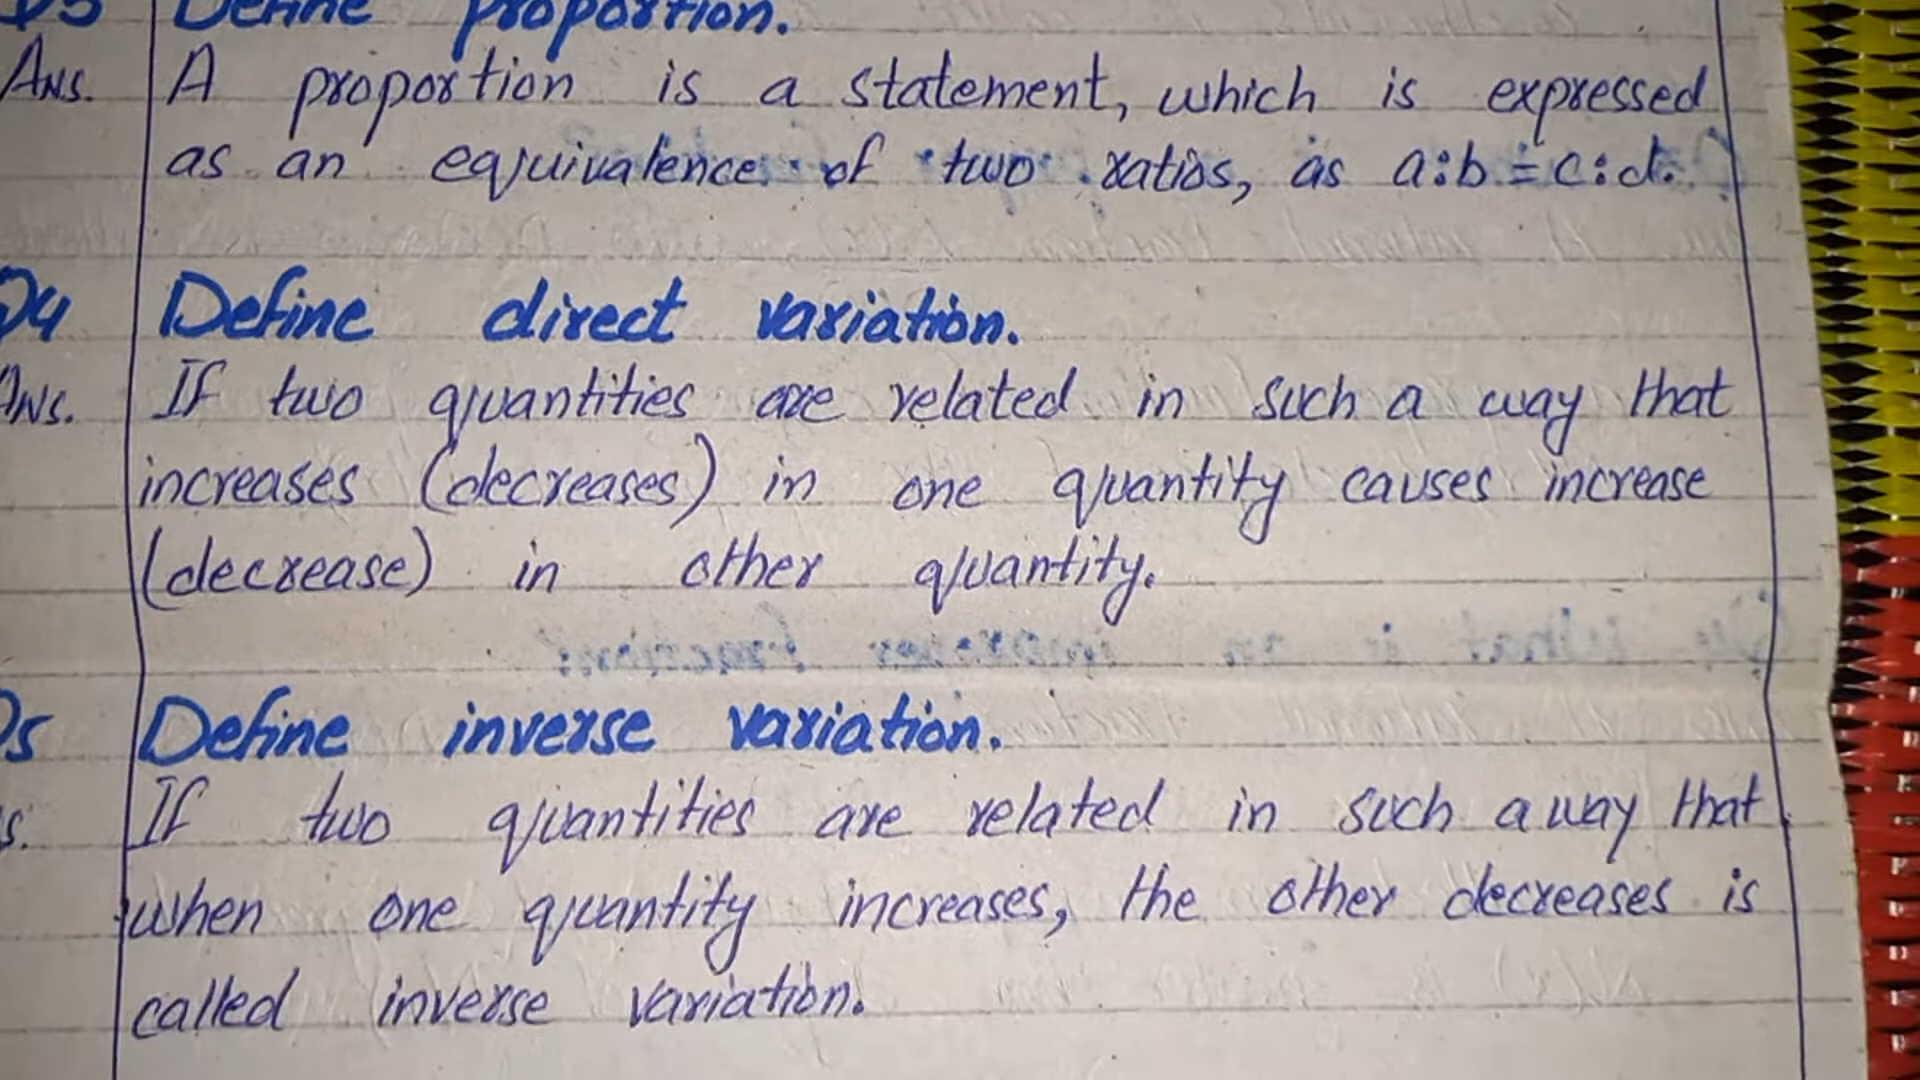 Q3 Define proportion.
Ans. A proportion is a statement, which is expressed
as an equivalence of two ratios, as a:b = c:d.
Q4 Define direct variation.
Ans. If two quantities are related in such a way that
increases (decreases) in one quantity causes increase
(decrease) in other quantity.
Q5 Define inverse variation.
s. If two quantities are related in such a way that
when one quantity increases, the other decreases is
called inverse variation.